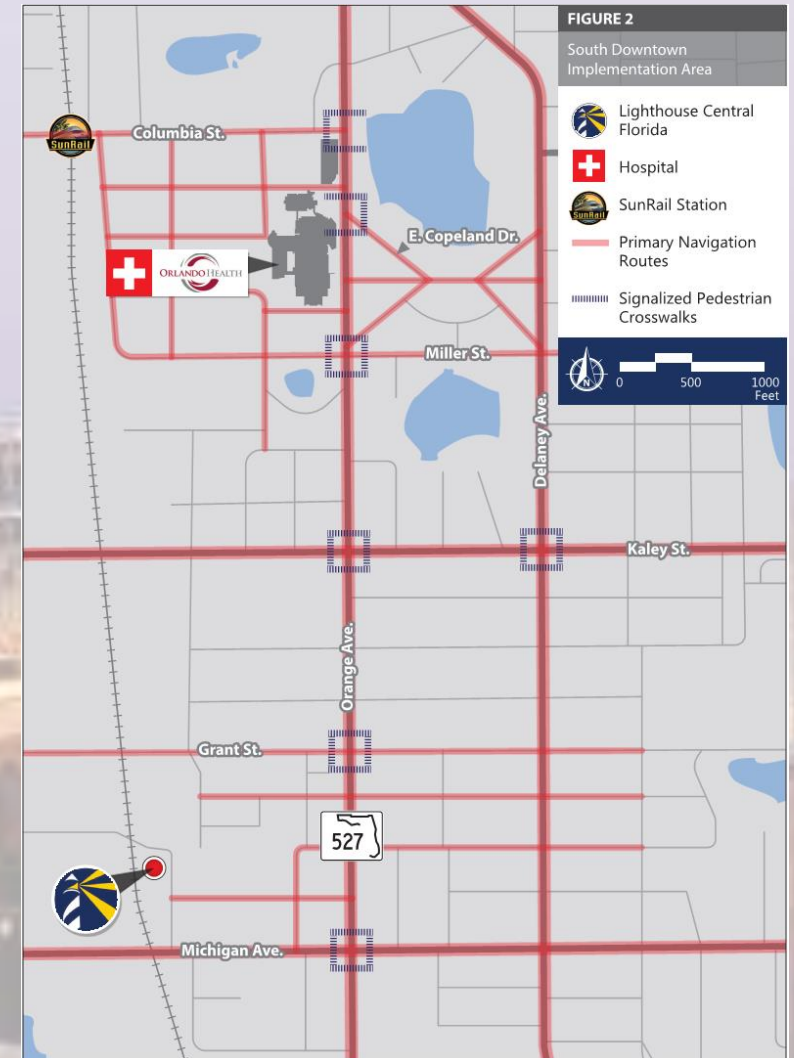 FIGURE 2
South Downtown
Implementation Area
Lighthouse Central
Florida
Hospital
SunRail Station
Primary Navigation
Routes
Signalized Pedestrian
Crosswalks
N
0 500 1000
Feet
SunRail
SunRail
Columbia St.
E. Copeland Dr.
ORLANDO HEALTH
Miller St.
Delaney Ave.
Kaley St.
Orange Ave.
Grant St.
527
Michigan Ave.